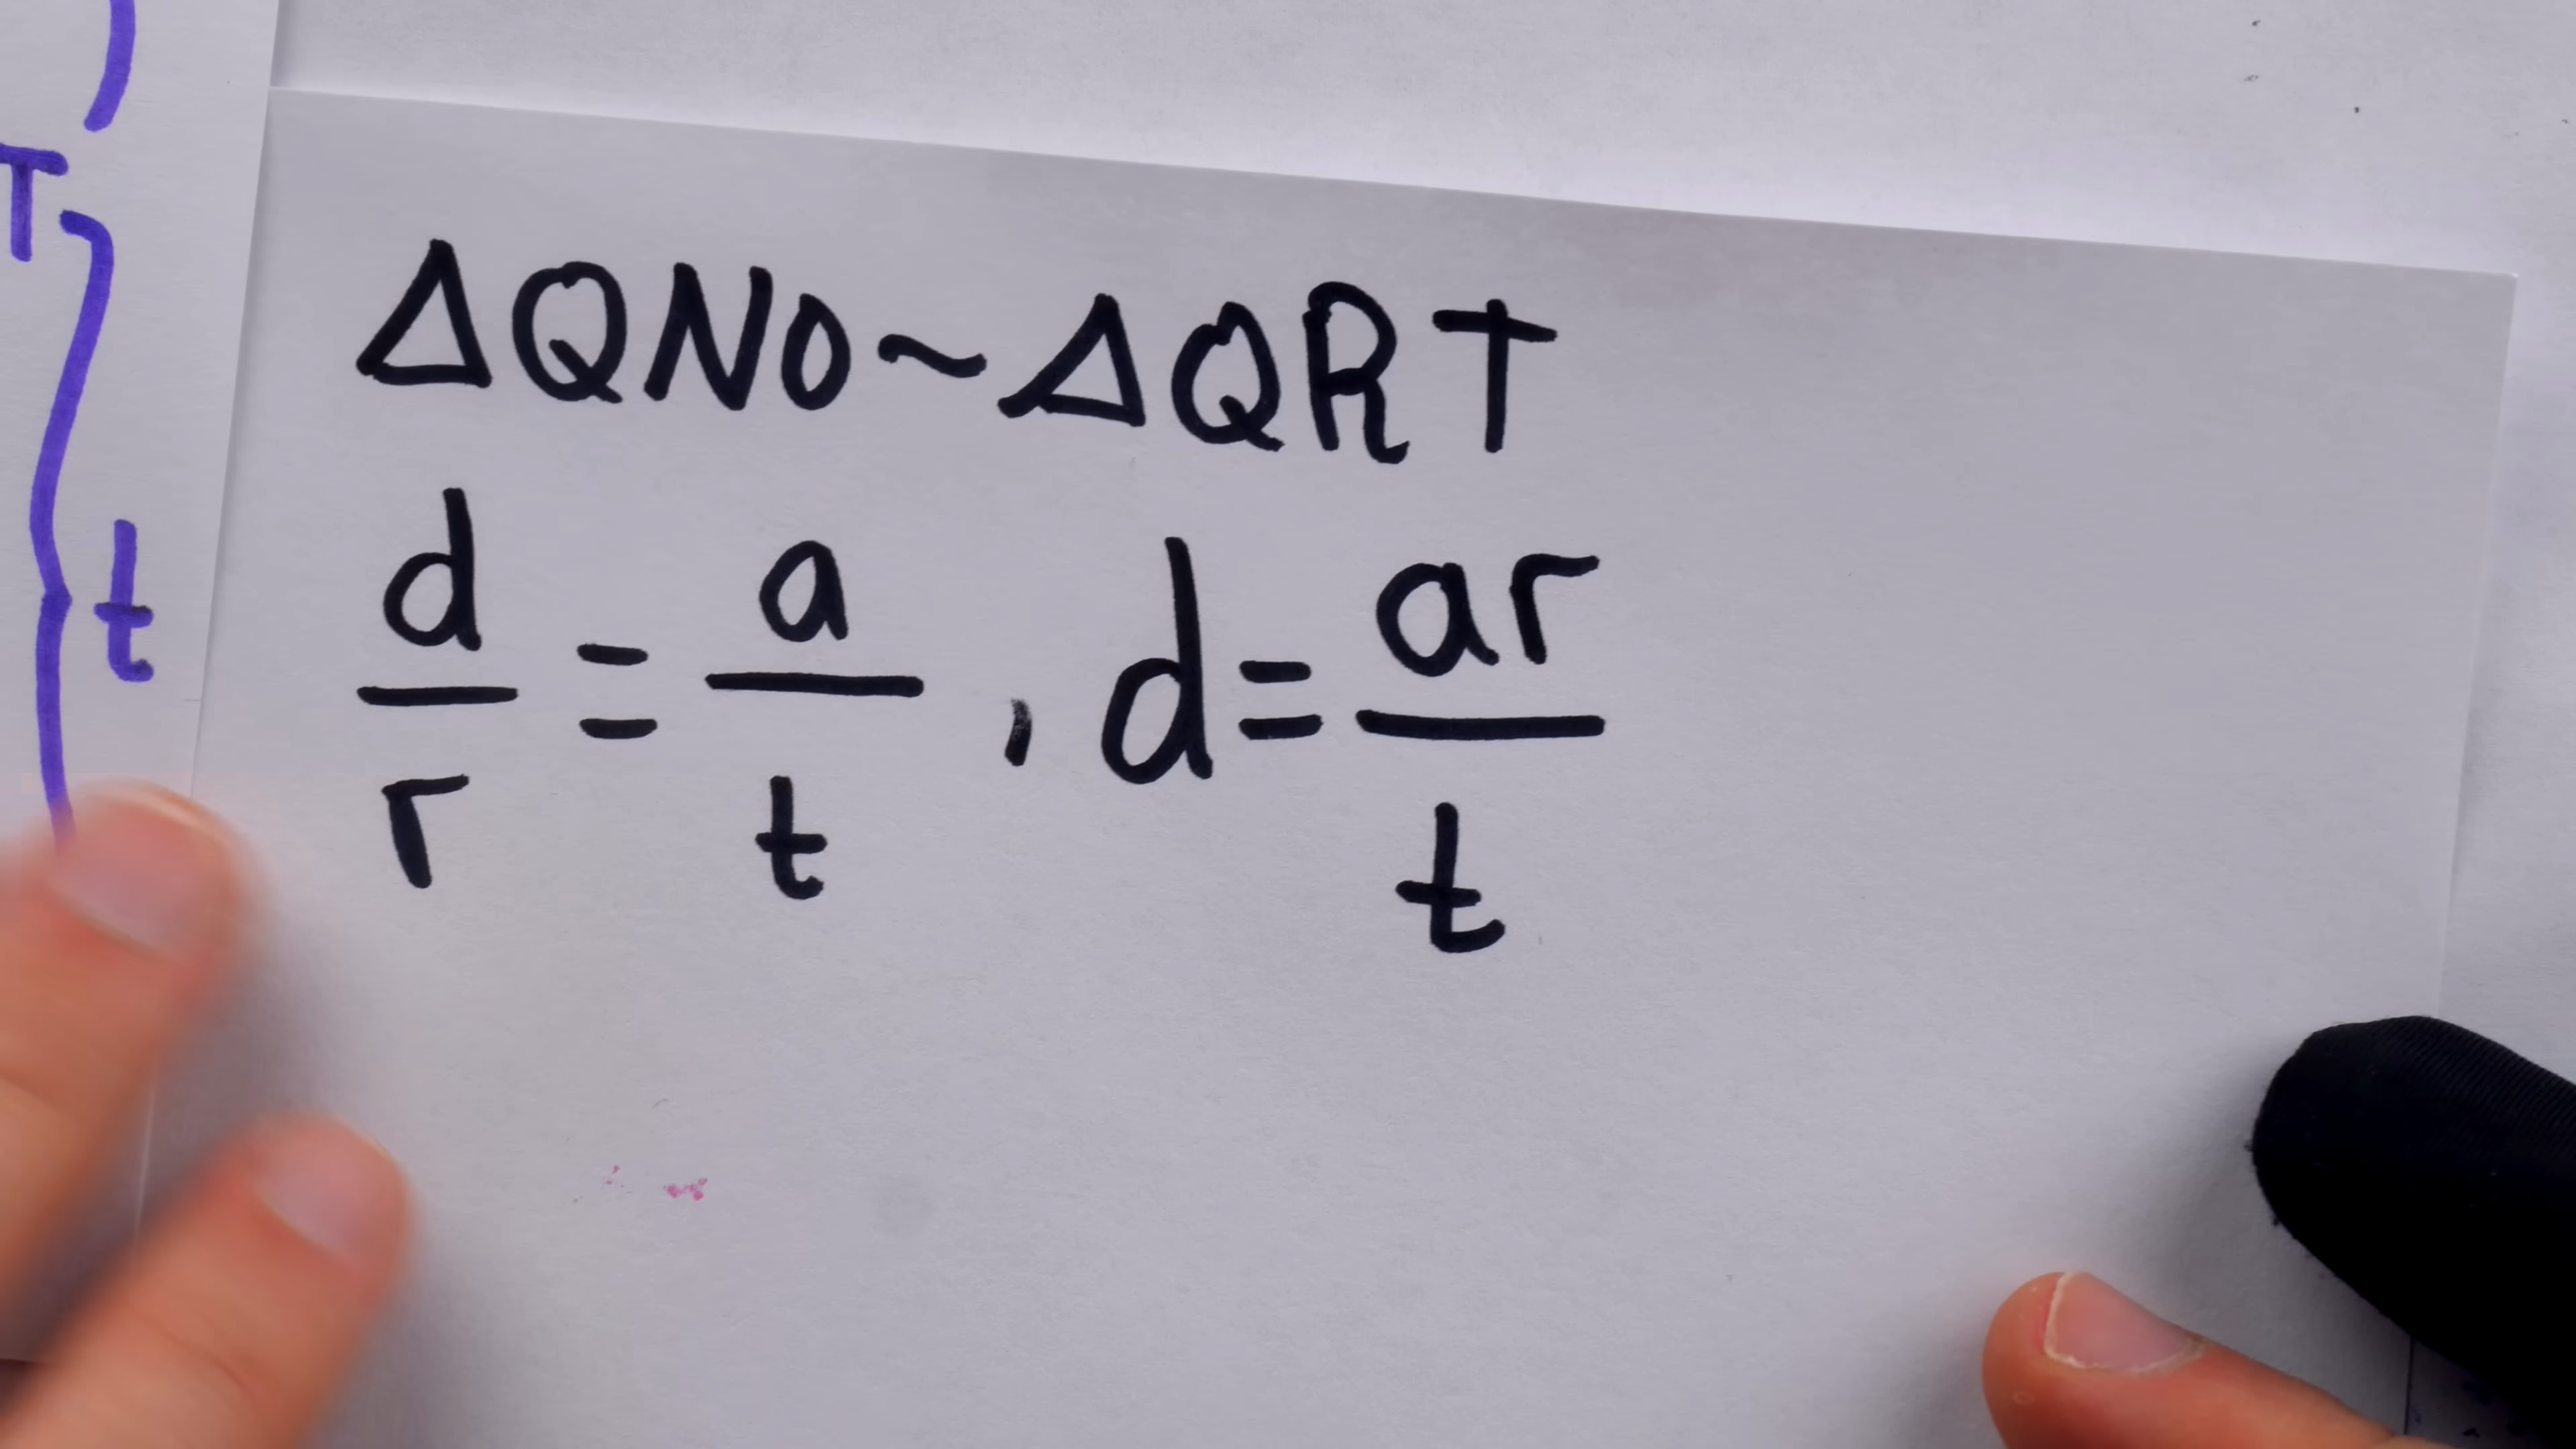 T
t
ΔQNO~ΔQRT
d/r = a/t , d = ar/t